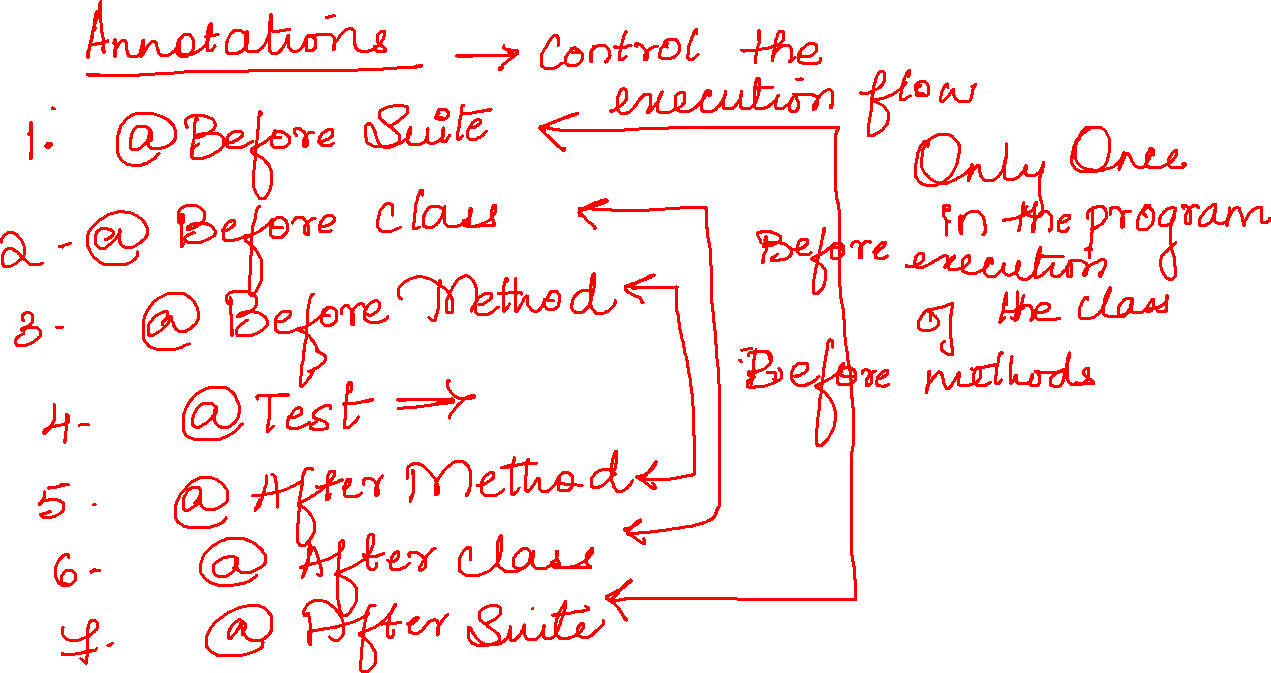 Annotations → Control the
execution flow
1. @Before Suite
Only Once
in the program
2 - @ Before class
Before execution
of the class
3 - @ Before Method
Before methods
4 - @Test ⇒
5 - @ After Method
6 - @ After class
7. @ After Suite